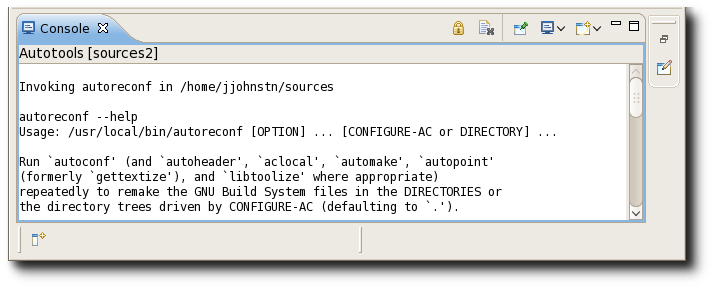 Console
Autotools [sources2]
Invoking autoreconf in /home/jjohnstn/sources
autoreconf --help
Usage: /usr/local/bin/autoreconf [OPTION] ... [CONFIGURE-AC or DIRECTORY] ...
Run `autoconf' (and `autoheader', `aclocal', `automake', `autopoint'
(formerly `gettextize'), and `libtoolize' where appropriate)
repeatedly to remake the GNU Build System files in the DIRECTORIES or
the directory trees driven by CONFIGURE-AC (defaulting to `.').